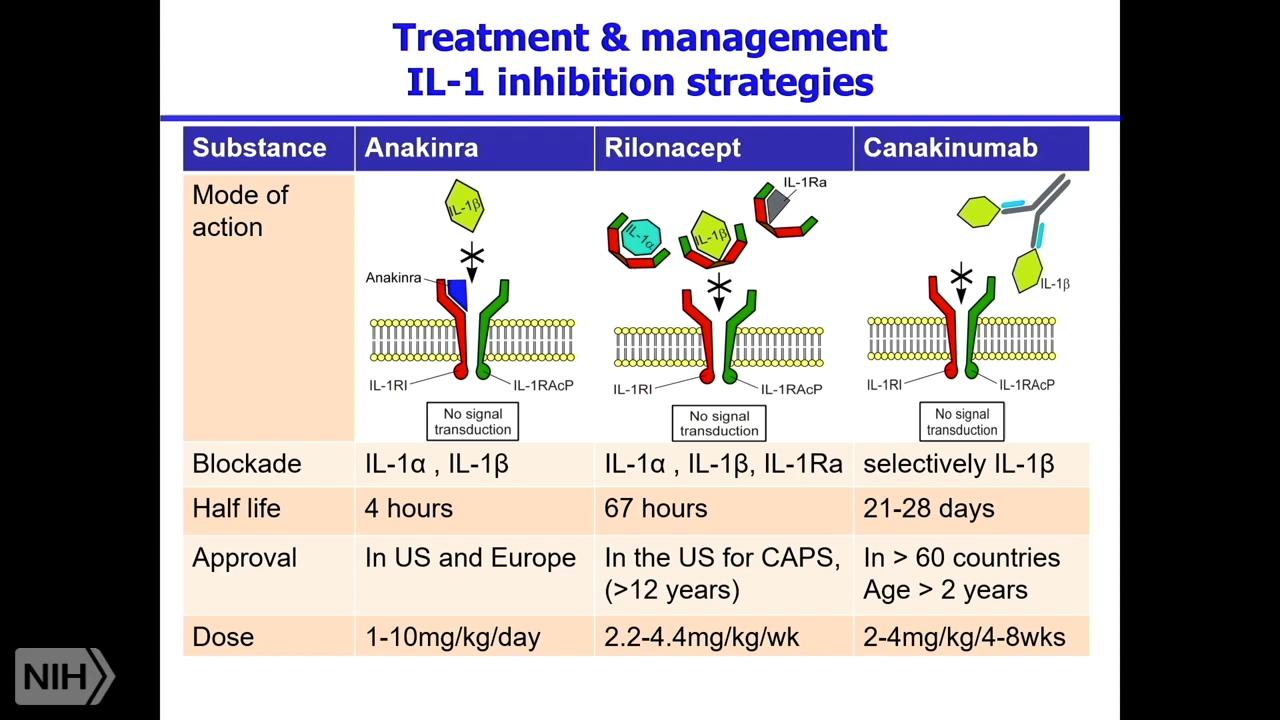 Treatment & management
IL-1 inhibition strategies
Substance
Anakinra
Rilonacept
Canakinumab
Mode of
action
IL-1β
Anakinra
IL-1RI
IL-1RAcP
No signal
transduction
IL-1α
IL-1β
IL-1Ra
IL-1RI
IL-1RAcP
No signal
transduction
IL-1β
IL-1RI
IL-1RAcP
No signal
transduction
Blockade
IL-1α , IL-1β
IL-1α , IL-1β, IL-1Ra
selectively IL-1β
Half life
4 hours
67 hours
21-28 days
Approval
In US and Europe
In the US for CAPS,
(>12 years)
In > 60 countries
Age > 2 years
Dose
1-10mg/kg/day
2.2-4.4mg/kg/wk
2-4mg/kg/4-8wks
NIH